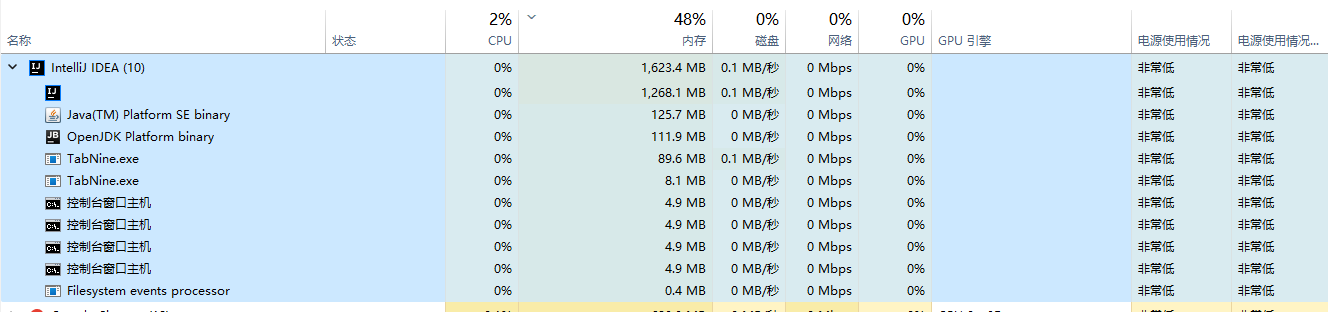 2% 48% 0% 0% 0%
名称 状态 CPU 内存 磁盘 网络 GPU GPU 引擎 电源使用情况 电源使用情况...
IntelliJ IDEA (10) 0% 1,623.4 MB 0.1 MB/秒 0 Mbps 0% 非常低 非常低
0% 1,268.1 MB 0.1 MB/秒 0 Mbps 0% 非常低 非常低
Java(TM) Platform SE binary 0% 125.7 MB 0 MB/秒 0 Mbps 0% 非常低 非常低
OpenJDK Platform binary 0% 111.9 MB 0 MB/秒 0 Mbps 0% 非常低 非常低
TabNine.exe 0% 89.6 MB 0.1 MB/秒 0 Mbps 0% 非常低 非常低
TabNine.exe 0% 8.1 MB 0 MB/秒 0 Mbps 0% 非常低 非常低
控制台窗口主机 0% 4.9 MB 0 MB/秒 0 Mbps 0% 非常低 非常低
控制台窗口主机 0% 4.9 MB 0 MB/秒 0 Mbps 0% 非常低 非常低
控制台窗口主机 0% 4.9 MB 0 MB/秒 0 Mbps 0% 非常低 非常低
控制台窗口主机 0% 4.9 MB 0 MB/秒 0 Mbps 0% 非常低 非常低
Filesystem events processor 0% 0.4 MB 0 MB/秒 0 Mbps 0% 非常低 非常低